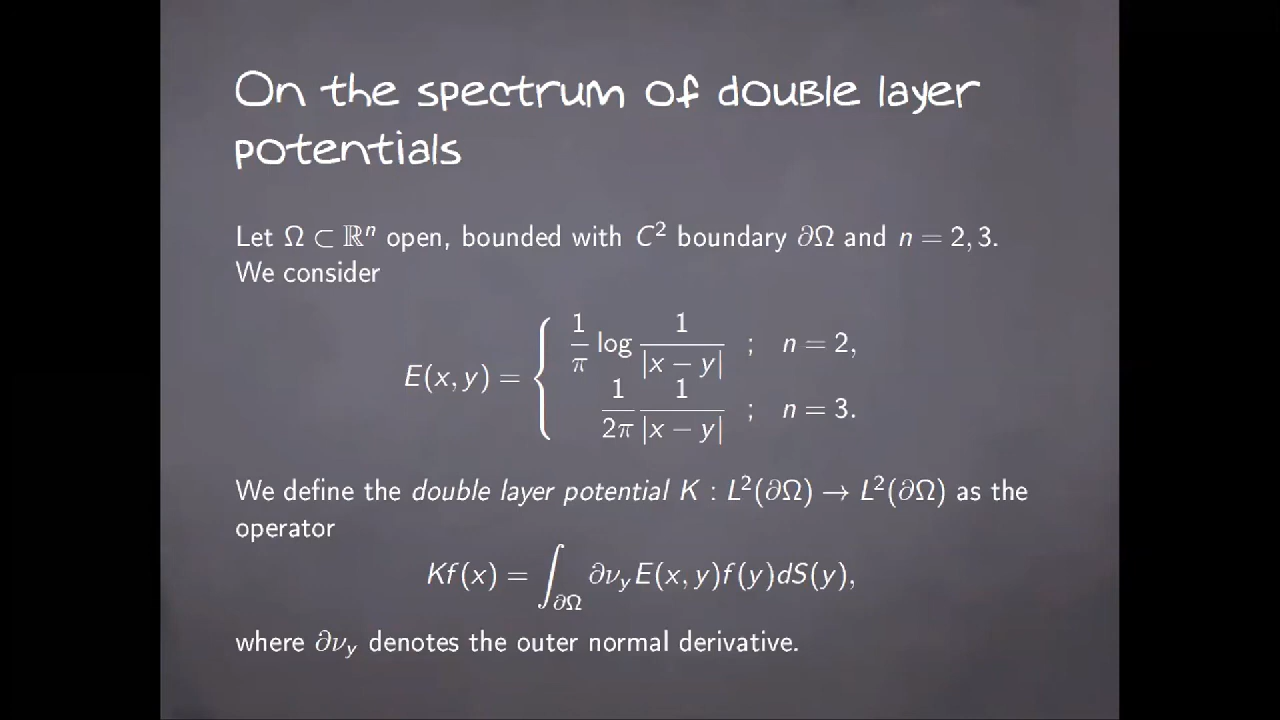 On the spectrum of double layer
potentials
Let Ω ⊂ ℝⁿ open, bounded with C² boundary ∂Ω and n = 2, 3.
We consider
E(x, y) = { 1/π log 1/|x − y| ; n = 2,
1/2π 1/|x − y| ; n = 3.
We define the double layer potential K : L²(∂Ω) → L²(∂Ω) as the
operator
Kf(x) = ∫_∂Ω ∂ν_y E(x, y)f(y)dS(y),
where ∂ν_y denotes the outer normal derivative.